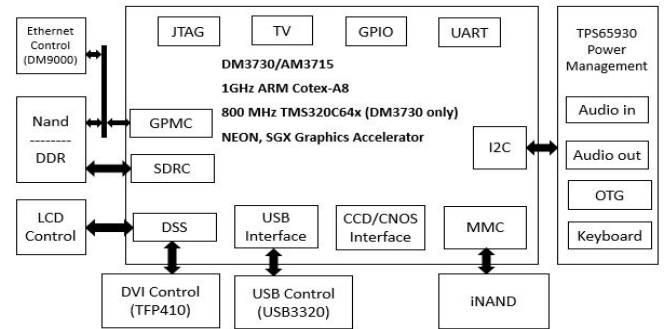 Ethernet
Control
(DM9000)
JTAG
TV
GPIO
UART
TPS65930
Power
Management
DM3730/AM3715
1GHz ARM Cotex-A8
800 MHz TMS320C64x (DM3730 only)
NEON, SGX Graphics Accelerator
Nand
--------
DDR
GPMC
SDRC
I2C
Audio in
Audio out
OTG
Keyboard
LCD
Control
DSS
USB
Interface
CCD/CNOS
Interface
MMC
DVI Control
(TFP410)
USB Control
(USB3320)
iNAND